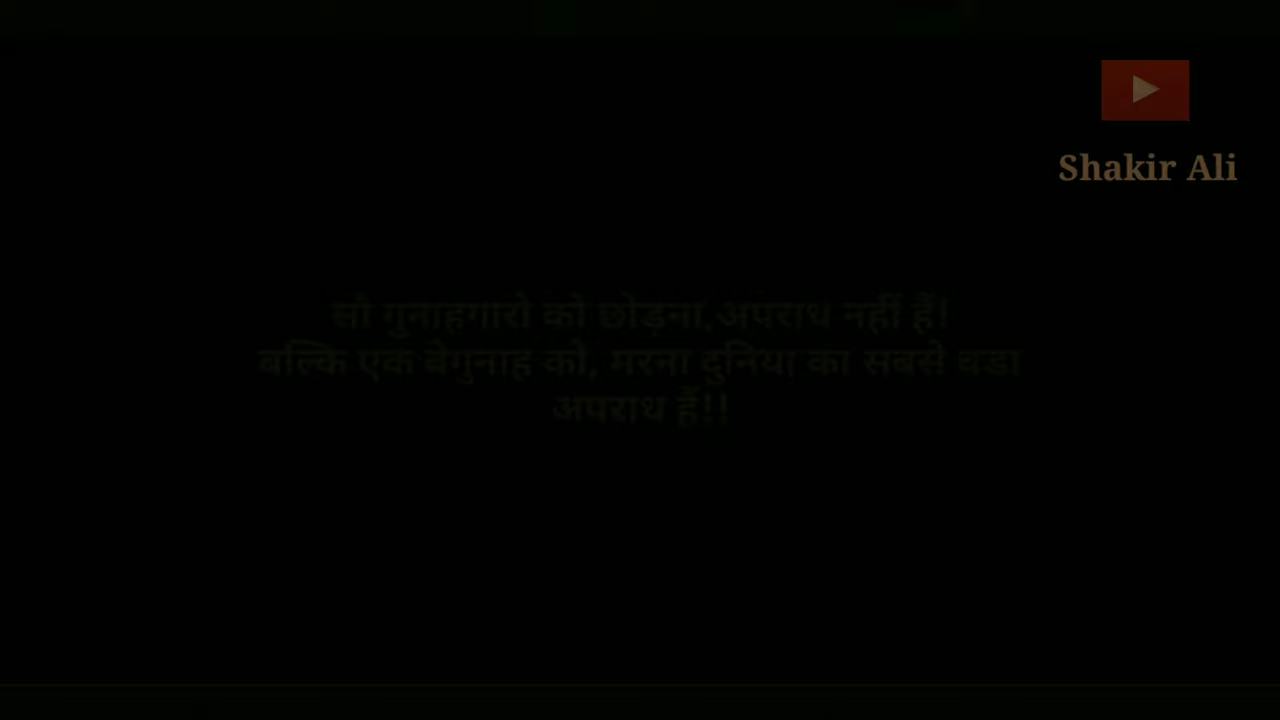 Shakir Ali
सौ गुनाहगारो को छोड़ना,अपराध नहीं हैं!
बल्कि एक बेगुनाह को, मरना दुनिया का सबसे बडा
अपराध हैं!!